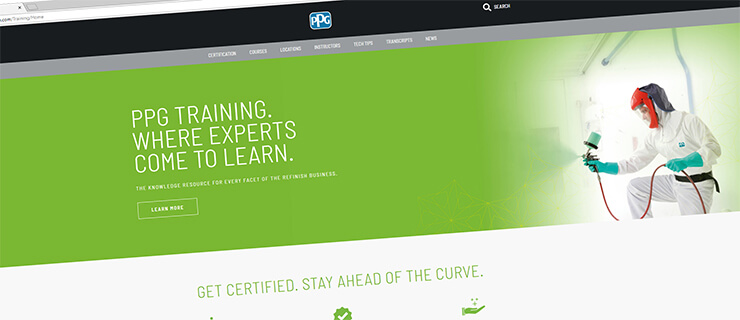 .com/Training/Home
PPG
SEARCH
CERTIFICATION COURSES LOCATIONS INSTRUCTORS TECH TIPS TRANSCRIPTS NEWS
PPG TRAINING.
WHERE EXPERTS
COME TO LEARN.
THE KNOWLEDGE RESOURCE FOR EVERY FACET OF THE REFINISH BUSINESS.
LEARN MORE
GET CERTIFIED. STAY AHEAD OF THE CURVE.